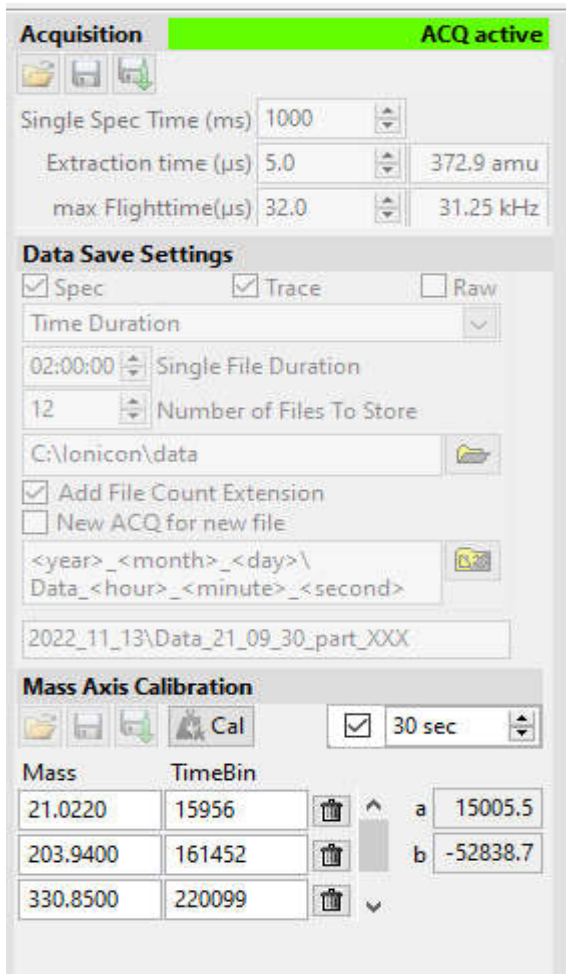 Acquisition ACQ active
Single Spec Time (ms) 1000
Extraction time (µs) 5.0 372.9 amu
max Flighttime(µs) 32.0 31.25 kHz
Data Save Settings
Spec Trace Raw
Time Duration
02:00:00 Single File Duration
12 Number of Files To Store
C:\Ionicon\data
Add File Count Extension
New ACQ for new file
<year>_<month>_<day>\
Data_<hour>_<minute>_<second>
2022_11_13\Data_21_09_30_part_XXX
Mass Axis Calibration
Cal 30 sec
Mass TimeBin
21.0220 15956 a 15005.5
203.9400 161452 b -52838.7
330.8500 220099